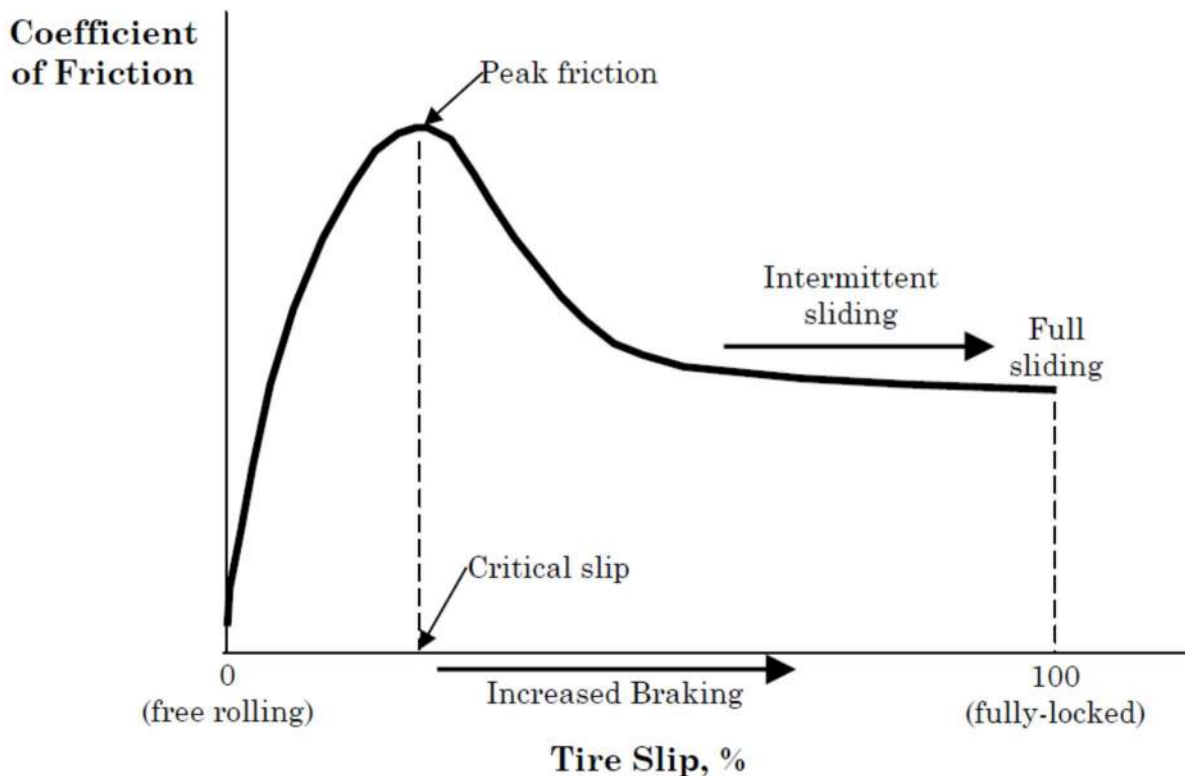 Coefficient
of Friction
Peak friction
Intermittent
sliding
Full
sliding
Critical slip
0
(free rolling)
Increased Braking
100
(fully-locked)
Tire Slip, %